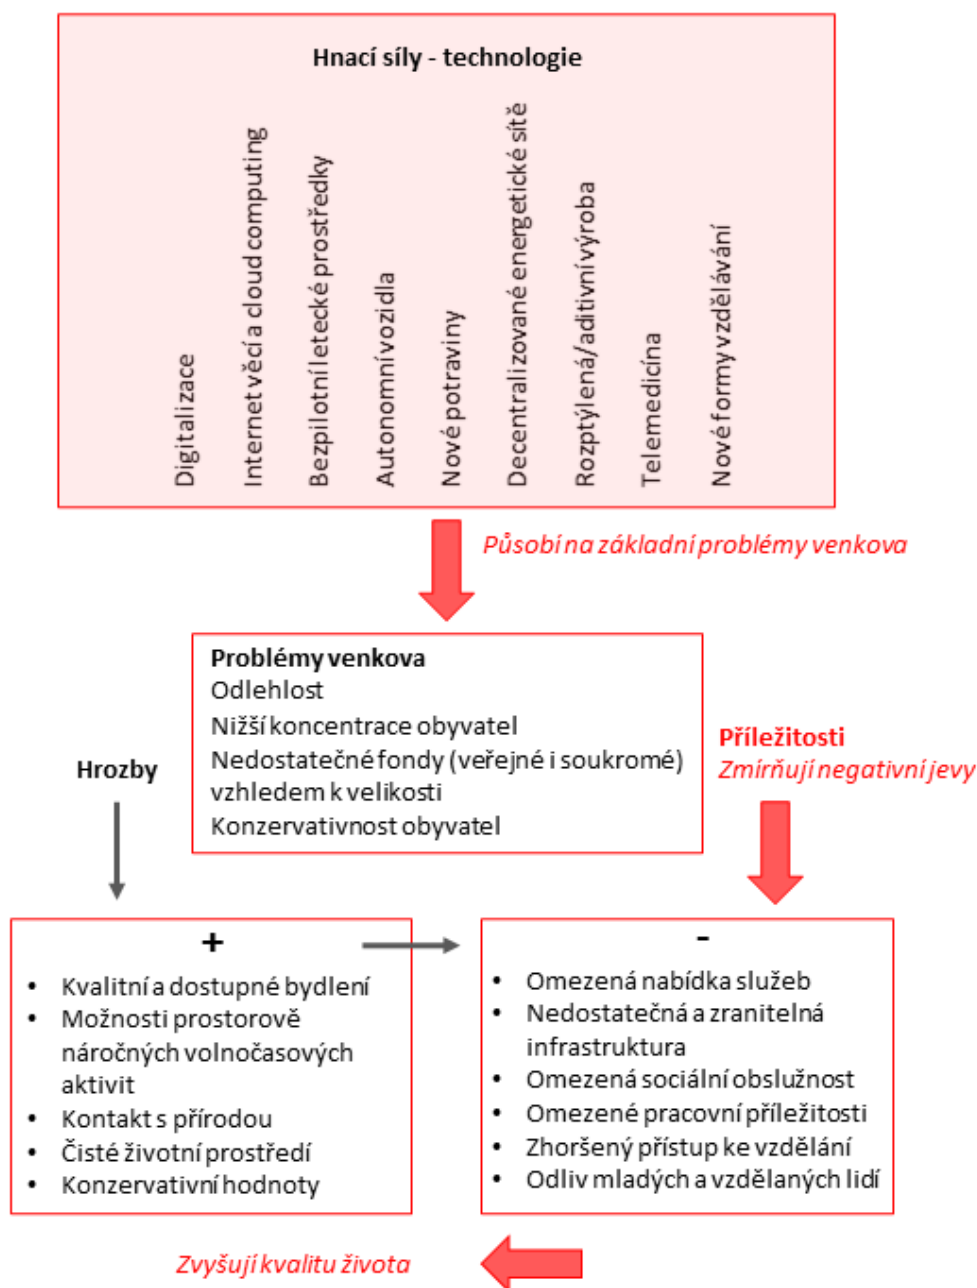 Hnací síly - technologie
Digitalizace
Internet věcí a cloud computing
Bezpilotní letecké prostředky
Autonomní vozidla
Nové potraviny
Decentralizované energetické sítě
Rozptýlená/aditivní výroba
Telemedicína
Nové formy vzdělávání
Působí na základní problémy venkova
Problémy venkova
Odlehlost
Nižší koncentrace obyvatel
Nedostatečné fondy (veřejné i soukromé)
vzhledem k velikosti
Konzervativnost obyvatel
Hrozby
Příležitosti
Zmírňují negativní jevy
+
• Kvalitní a dostupné bydlení
• Možnosti prostorově
náročných volnočasových
aktivit
• Kontakt s přírodou
• Čisté životní prostředí
• Konzervativní hodnoty
-
• Omezená nabídka služeb
• Nedostatečná a zranitelná
infrastruktura
• Omezená sociální obslužnost
• Omezené pracovní příležitosti
• Zhoršený přístup ke vzdělání
• Odliv mladých a vzdělaných lidí
Zvyšují kvalitu života